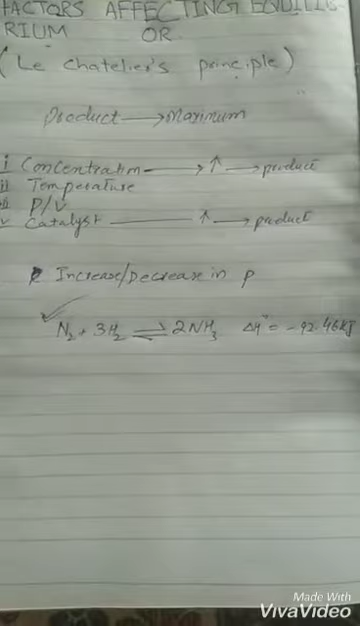 FACTORS AFFECTING EQUILIB-
RIUM OR
(Le Chatelier's principle)
Product → Maximum
i Concentration → ↑ → product
ii Temperature
iii P/V
iv Catalyst → ↑ → product
Increase/Decrease in P
N₂ + 3H₂ ⇌ 2NH₃ ΔH° = -92.46KJ
Made With
VivaVideo